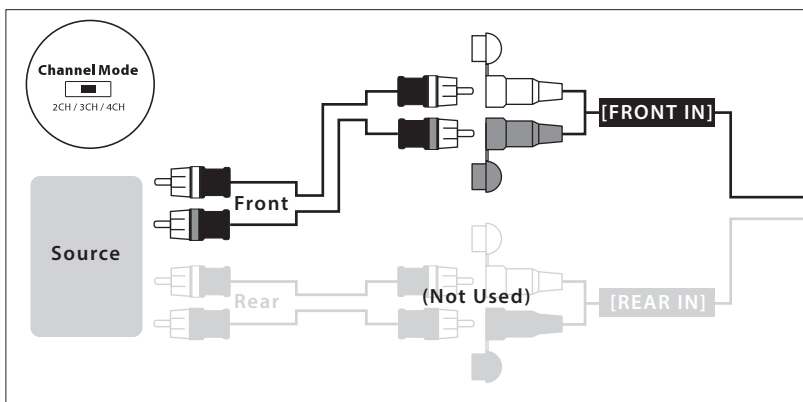 Channel Mode
2CH / 3CH / 4CH
[FRONT IN]
Front
Source
Rear
(Not Used)
[REAR IN]